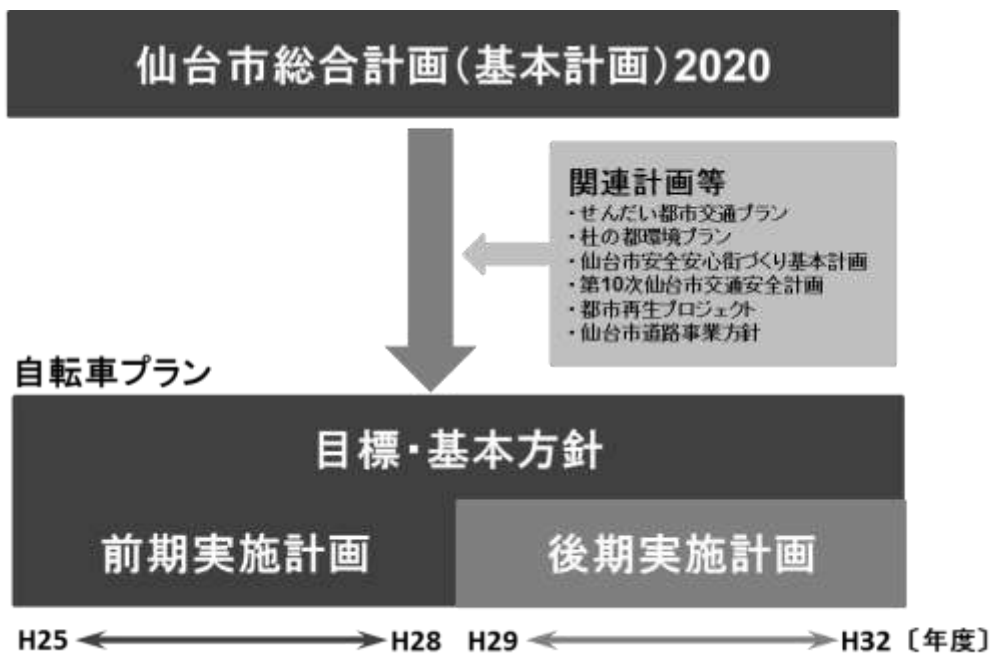 仙台市総合計画(基本計画)2020
関連計画等
・せんだい都市交通プラン
・杜の都環境プラン
・仙台市安全安心街づくり基本計画
・第10次仙台市交通安全計画
・都市再生プロジェクト
・仙台市道路事業方針
自転車プラン
目標・基本方針
前期実施計画 後期実施計画
H25 H28 H29 H32 〔年度〕